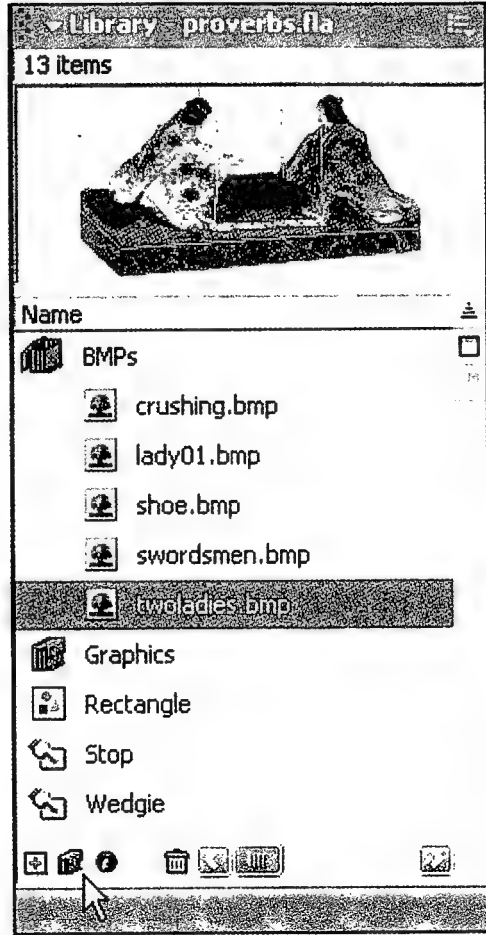 Library - proverbs.fla
13 items
Name
BMPs
crushing.bmp
lady01.bmp
shoe.bmp
swordsmen.bmp
twoladies.bmp
Graphics
Rectangle
Stop
Wedgie